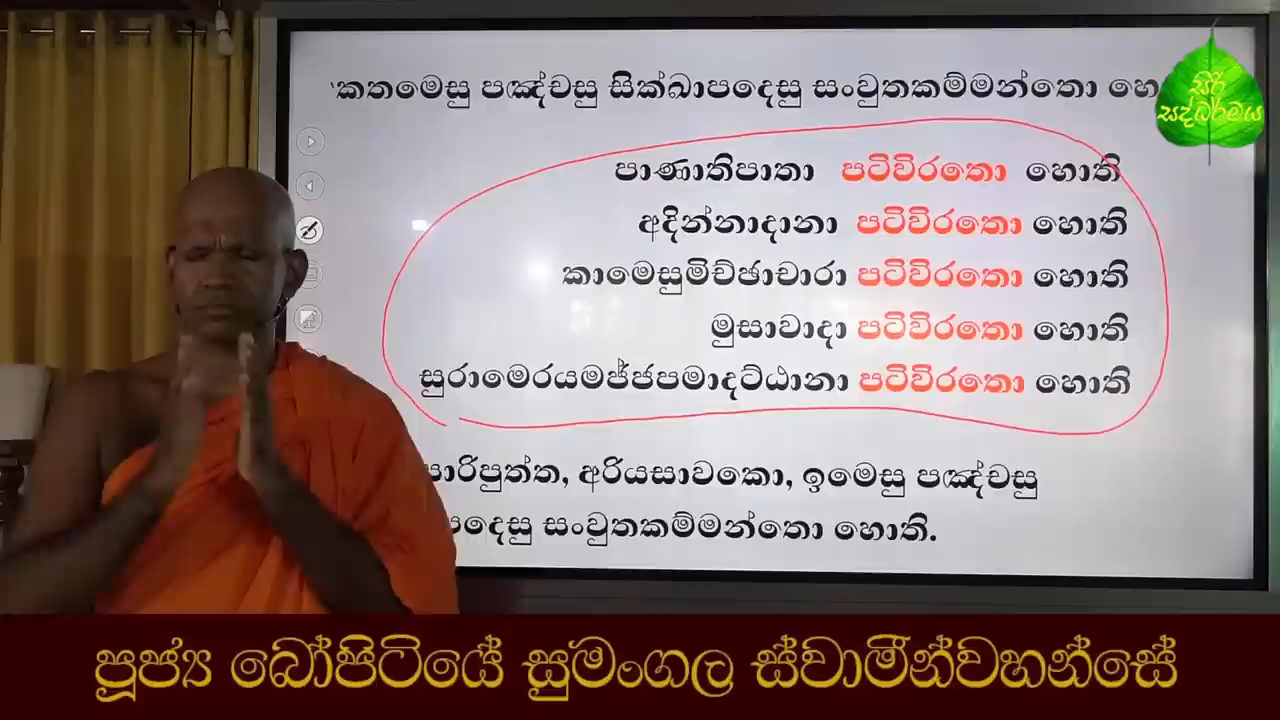 ‘කතමෙසු පඤ්චසු සික්ඛාපදෙසු සංවුතකම්මන්තො හො
සිරි
සද්ධර්මය
පාණාතිපාතා පටිවිරතො හොති
අදින්නාදානා පටිවිරතො හොති
කාමෙසුමිච්ඡාචාරා පටිවිරතො හොති
මුසාවාදා පටිවිරතො හොති
සුරාමෙරයමජ්ජපමාදට්ඨානා පටිවිරතො හොති
සාරිපුත්ත, අරියසාවකො, ඉමෙසු පඤ්චසු
පදෙසු සංවුතකම්මන්තො හොති.
පූජ්‍ය බෝපිටියේ සුමංගල ස්වාමීන්වහන්සේ